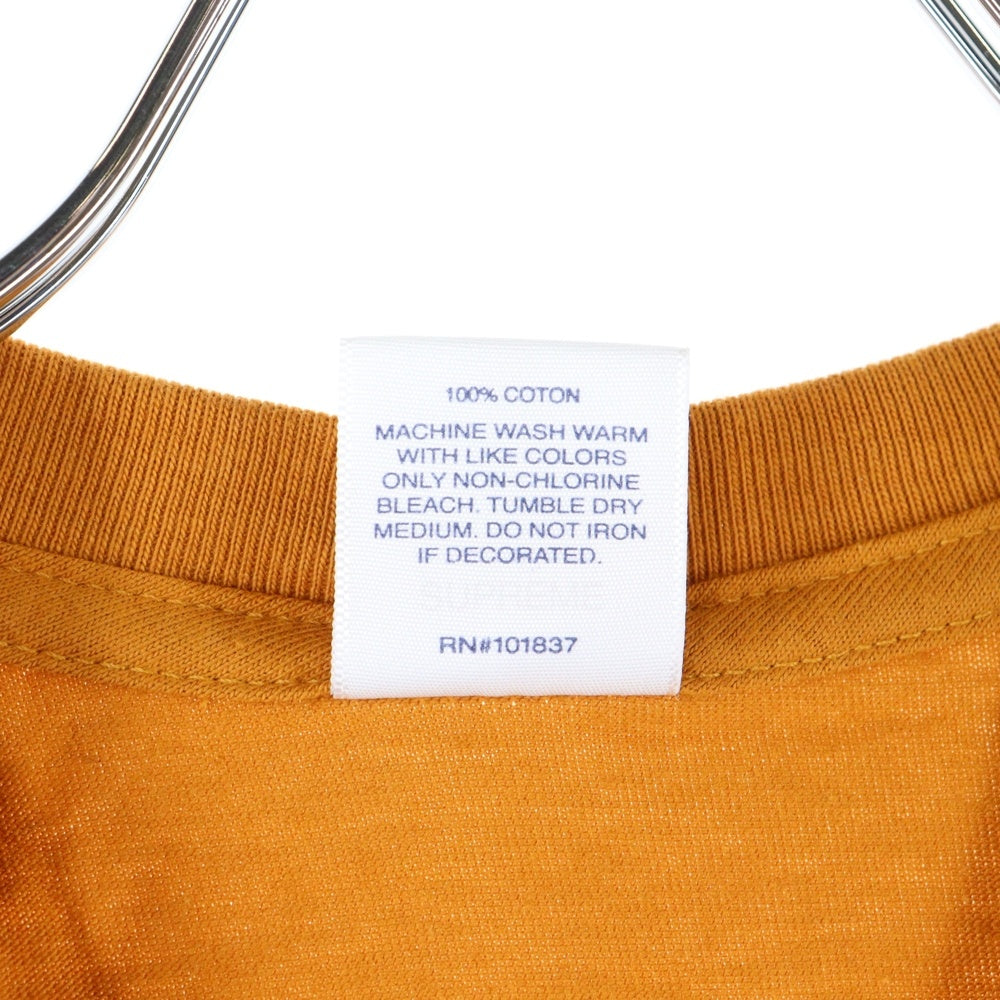 100% COTON
MACHINE WASH WARM
WITH LIKE COLORS
ONLY NON-CHLORINE
BLEACH. TUMBLE DRY
MEDIUM. DO NOT IRON
IF DECORATED.
SUPREME
RN#101837